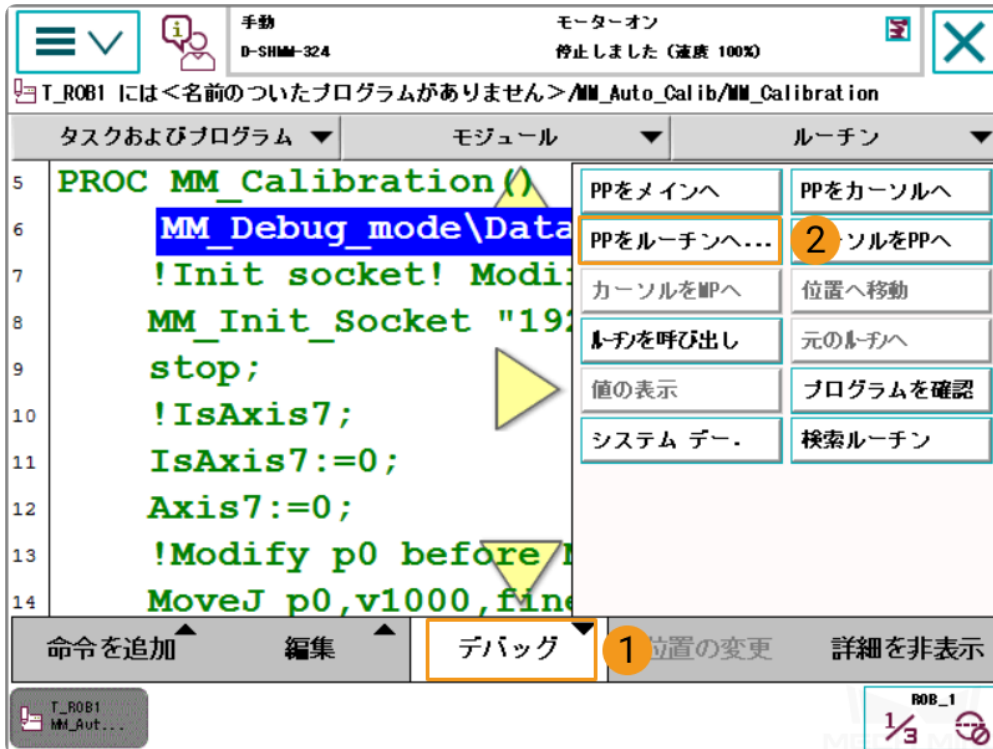 手動
D-SHMM-324
モーターオン
停止しました (速度 100%)
T_ROB1 には<名前のついたプログラムがありません>/MM_Auto_Calib/MM_Calibration
タスクおよびプログラム
モジュール
ルーチン
5 PROC MM_Calibration()
6 MM_Debug_mode\Data
7 !Init socket! Modi
8 MM_Init_Socket "192
9 stop;
10 !IsAxis7;
11 IsAxis7:=0;
12 Axis7:=0;
13 !Modify p0 before M
14 MoveJ p0,v1000,fine
PPをメインへ
PPをカーソルへ
PPをルーチンへ...
2
ソルをPPへ
カーソルをMPへ
位置へ移動
ルーチンを呼び出し
元のルーチンへ
値の表示
プログラムを確認
システム デー.
検索ルーチン
命令を追加
編集
デバッグ
1
位置の変更
詳細を非表示
T_ROB1
MM_Aut...
ROB_1
1/3